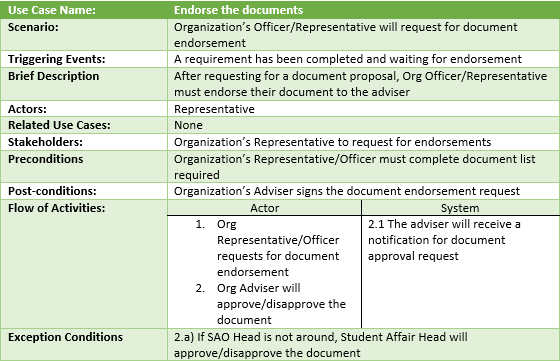 Use Case Name: Endorse the documents
Scenario: Organization's Officer/Representative will request for document
endorsement
Triggering Events: A requirement has been completed and waiting for endorsement
Brief Description After requesting for a document proposal, Org Officer/Representative
must endorse their document to the adviser
Actors: Representative
Related Use Cases: None
Stakeholders: Organization's Representative to request for endorsements
Preconditions Organization's Representative/Officer must complete document list
required
Post-conditions: Organization's Adviser signs the document endorsement request
Flow of Activities: Actor System
1. Org
Representative/Officer
requests for document
endorsement
2. Org Adviser will
approve/disapprove the
document
2.1 The adviser will receive a
notification for document
approval request
Exception Conditions 2.a) If SAO Head is not around, Student Affair Head will
approve/disapprove the document